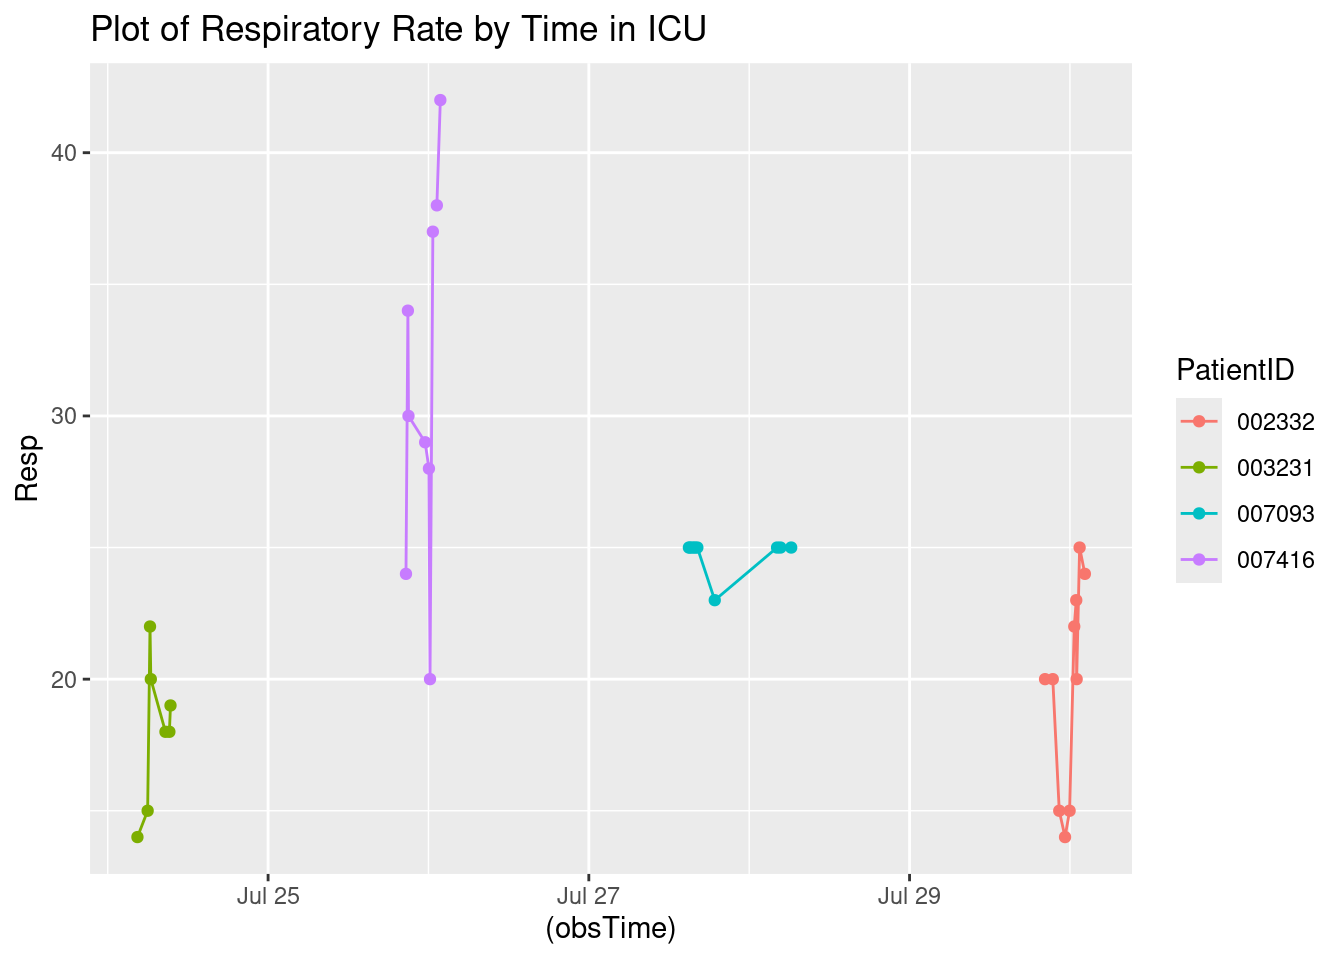 Plot of Respiratory Rate by Time in ICU
40
30
20
Resp
Jul 25
Jul 27
Jul 29
(obsTime)
PatientID
002332
003231
007093
007416